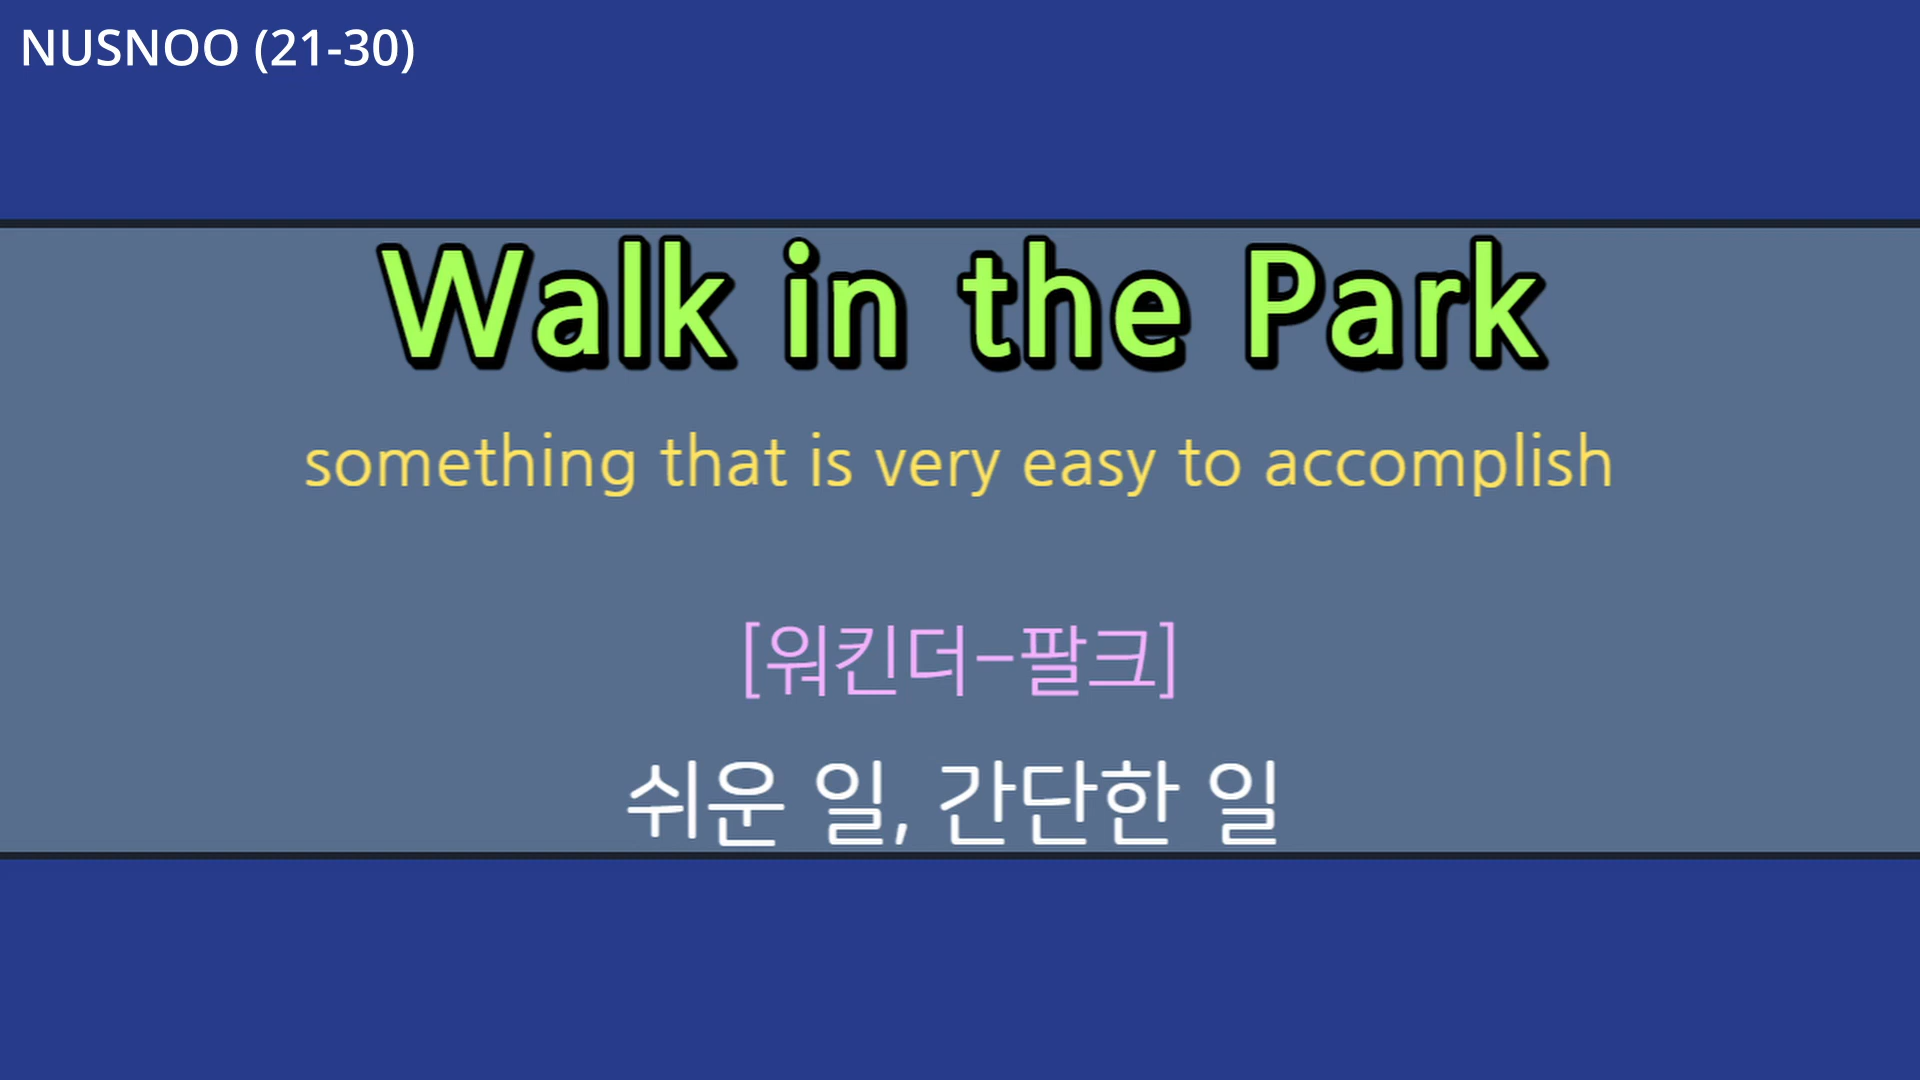 NUSNOO (21-30)
Walk in the Park
something that is very easy to accomplish
[워킨더-팔크]
쉬운 일, 간단한 일